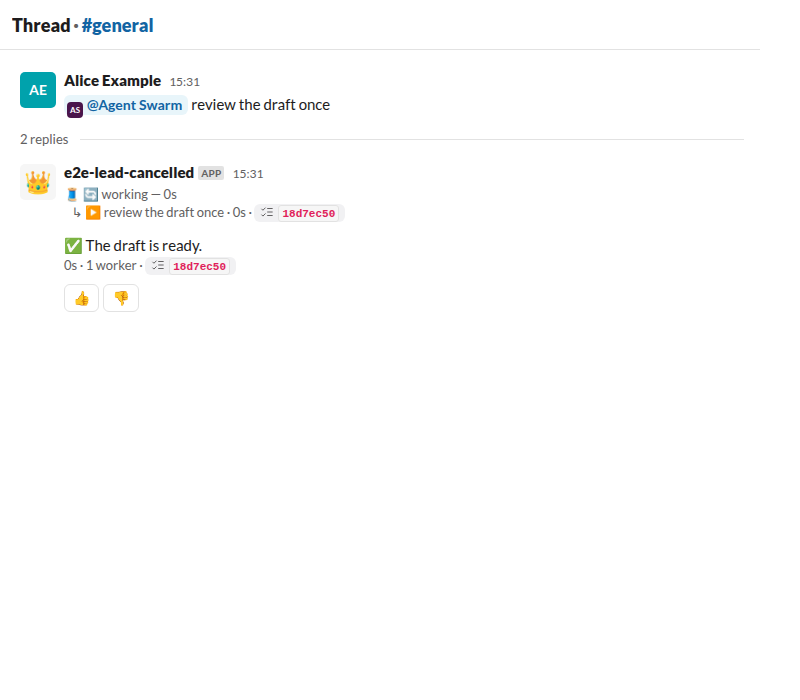 Thread • #general
AE
Alice Example 15:31
AS @Agent Swarm review the draft once
2 replies
e2e-lead-cancelled APP 15:31
🧵 🔄 working — 0s
↳ ▶️ review the draft once · 0s · 18d7ec50
✅ The draft is ready.
0s · 1 worker · 18d7ec50
👍 👎